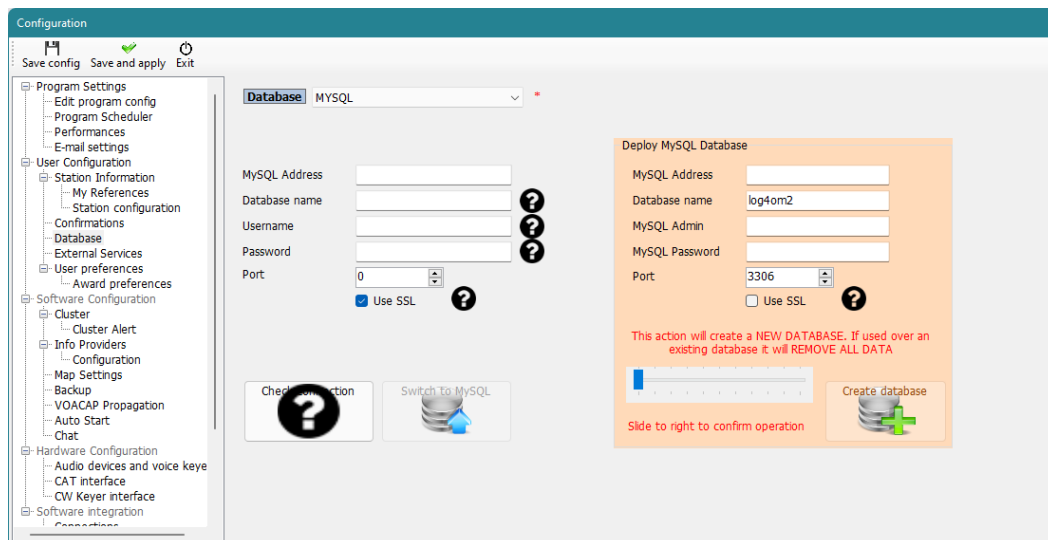 Configuration
Save config Save and apply Exit
Program Settings
Edit program config
Program Scheduler
Performances
E-mail settings
User Configuration
Station Information
My References
Station configuration
Confirmations
Database
External Services
User preferences
Award preferences
Software Configuration
Cluster
Cluster Alert
Info Providers
Configuration
Map Settings
Backup
VOACAP Propagation
Auto Start
Chat
Hardware Configuration
Audio devices and voice keye
CAT interface
CW Keyer interface
Software integration
Connections
Database MYSQL *
MySQL Address
Database name ?
Username ?
Password ?
Port 0
Use SSL ?
Check ?
Switch to MySQL
Deploy MySQL Database
MySQL Address
Database name log4om2
MySQL Admin
MySQL Password
Port 3306
Use SSL ?
This action will create a NEW DATABASE. If used over an
existing database it will REMOVE ALL DATA
Slide to right to confirm operation
Create database